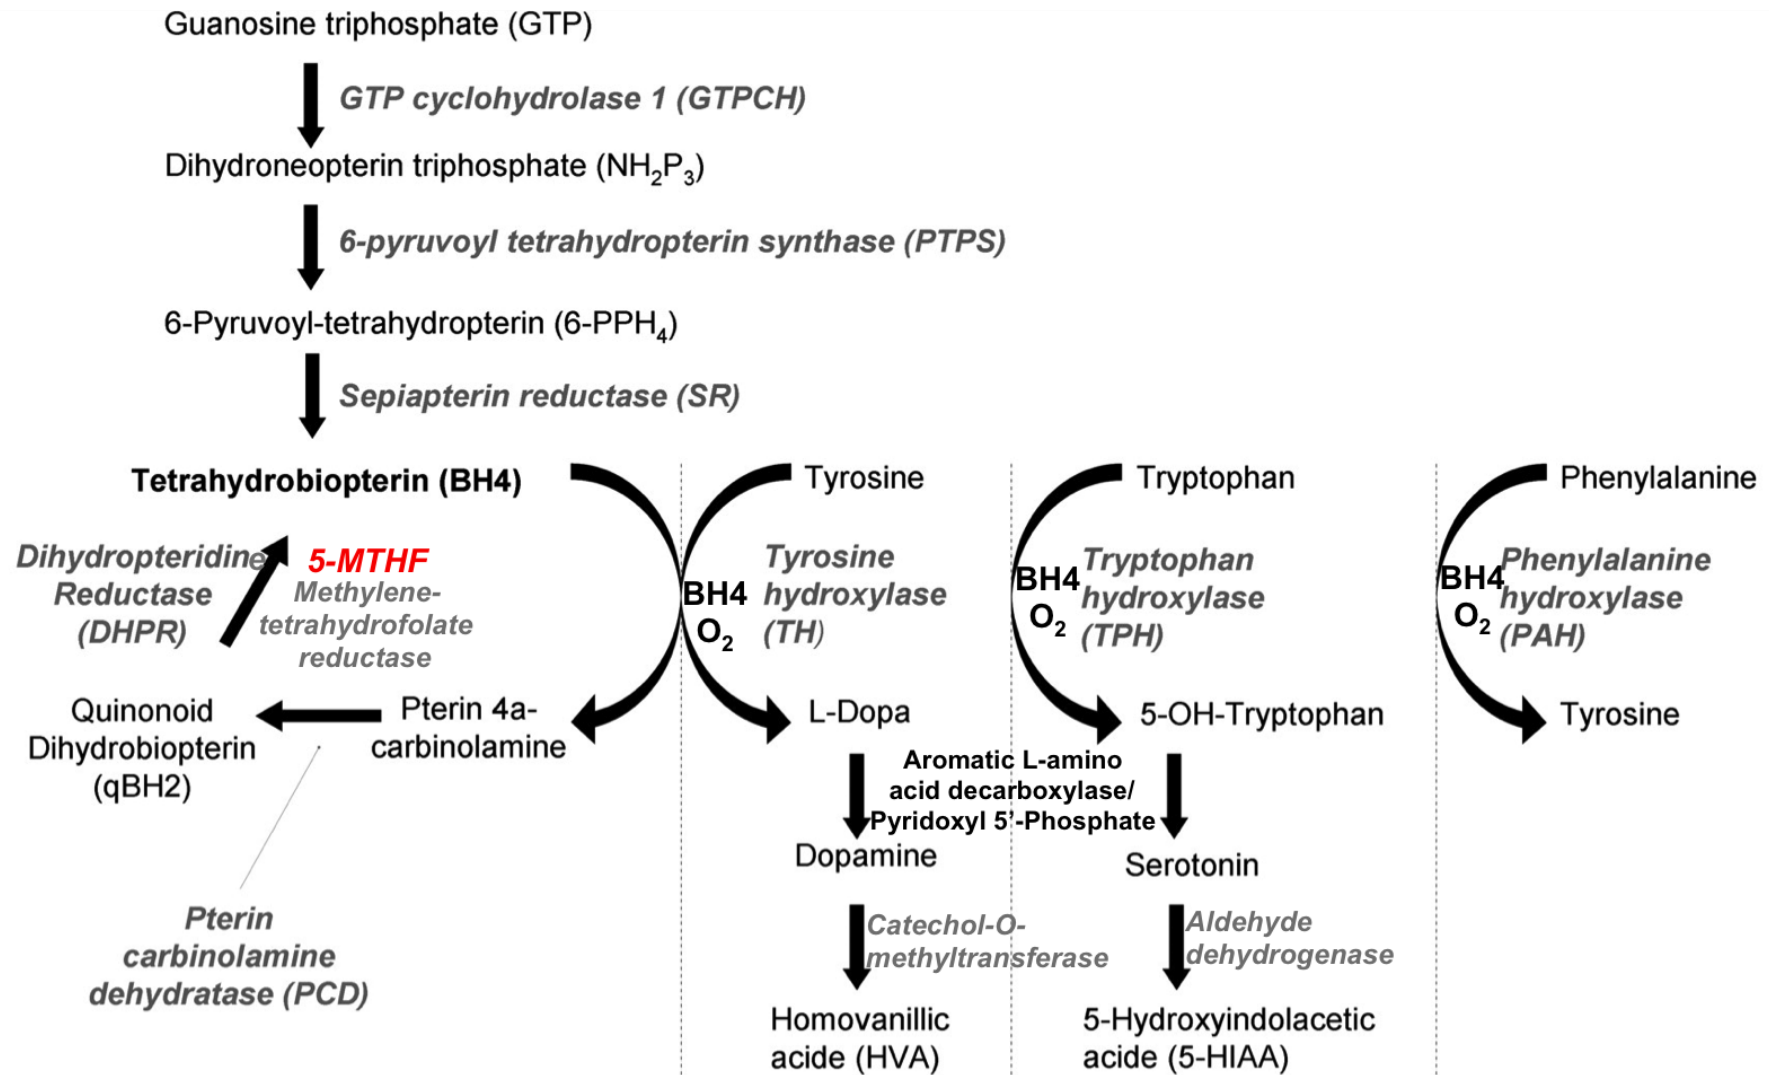 Guanosine triphosphate (GTP)
GTP cyclohydrolase 1 (GTPCH)
Dihydroneopterin triphosphate (NH₂P₃)
6-pyruvoyl tetrahydropterin synthase (PTPS)
6-Pyruvoyl-tetrahydropterin (6-PPH₄)
Sepiapterin reductase (SR)
Tetrahydrobiopterin (BH4)
Dihydropteridine
Reductase
(DHPR)
5-MTHF
Methylene-
tetrahydrofolate
reductase
Quinonoid
Dihydrobiopterin
(qBH2)
Pterin 4a-
carbinolamine
Pterin
carbinolamine
dehydratase (PCD)
Tyrosine
BH4
O₂
Tyrosine
hydroxylase
(TH)
L-Dopa
Aromatic L-amino
acid decarboxylase/
Pyridoxyl 5'-Phosphate
Dopamine
Catechol-O-
methyltransferase
Homovanillic
acide (HVA)
Tryptophan
BH4
O₂
Tryptophan
hydroxylase
(TPH)
5-OH-Tryptophan
Serotonin
Aldehyde
dehydrogenase
5-Hydroxyindolacetic
acide (5-HIAA)
Phenylalanine
BH4
O₂
Phenylalanine
hydroxylase
(PAH)
Tyrosine